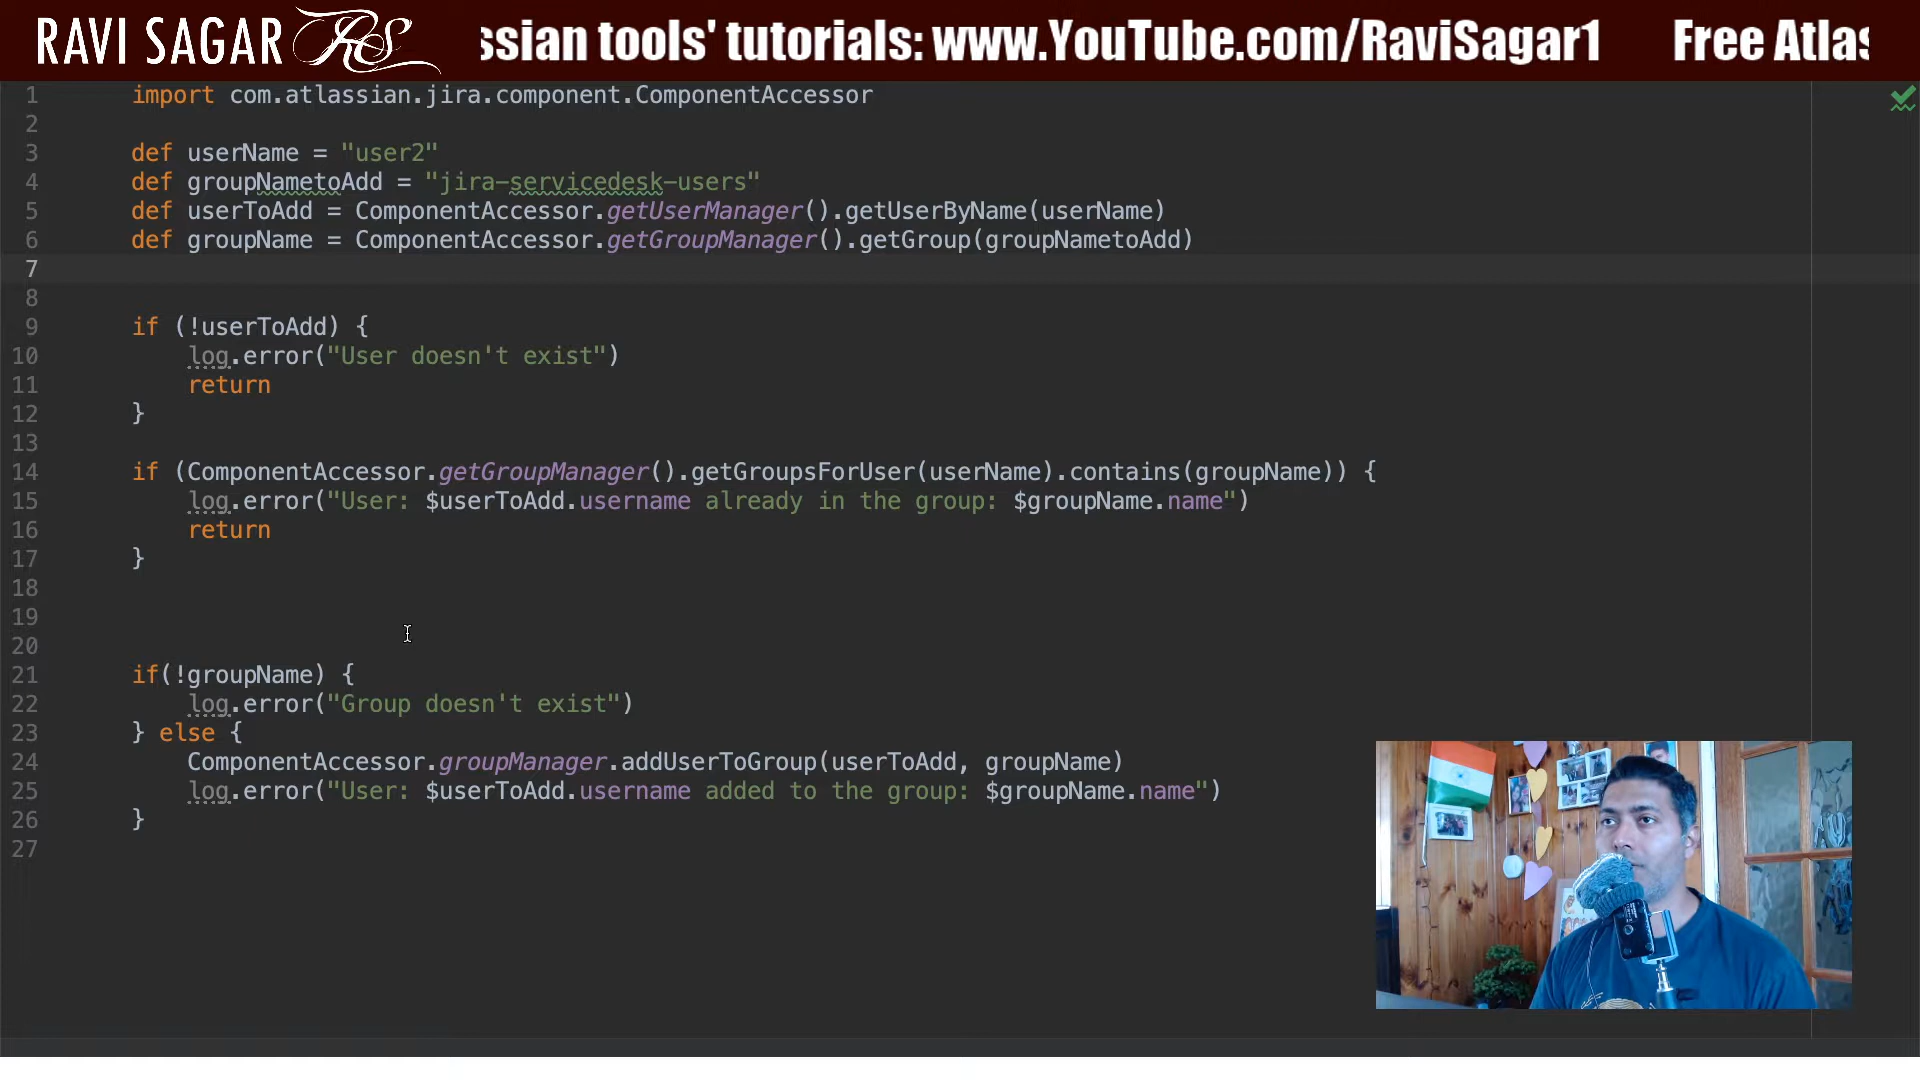 RAVI SAGAR RS
ssian tools' tutorials: www.YouTube.com/RaviSagar1 Free Atlas
1 import com.atlassian.jira.component.ComponentAccessor
2
3 def userName = "user2"
4 def groupNametoAdd = "jira-servicedesk-users"
5 def userToAdd = ComponentAccessor.getUserManager().getUserByName(userName)
6 def groupName = ComponentAccessor.getGroupManager().getGroup(groupNametoAdd)
7
8
9 if (!userToAdd) {
10 log.error("User doesn't exist")
11 return
12 }
13
14 if (ComponentAccessor.getGroupManager().getGroupsForUser(userName).contains(groupName)) {
15 log.error("User: $userToAdd.username already in the group: $groupName.name")
16 return
17 }
18
19
20
21 if(!groupName) {
22 log.error("Group doesn't exist")
23 } else {
24 ComponentAccessor.groupManager.addUserToGroup(userToAdd, groupName)
25 log.error("User: $userToAdd.username added to the group: $groupName.name")
26 }
27